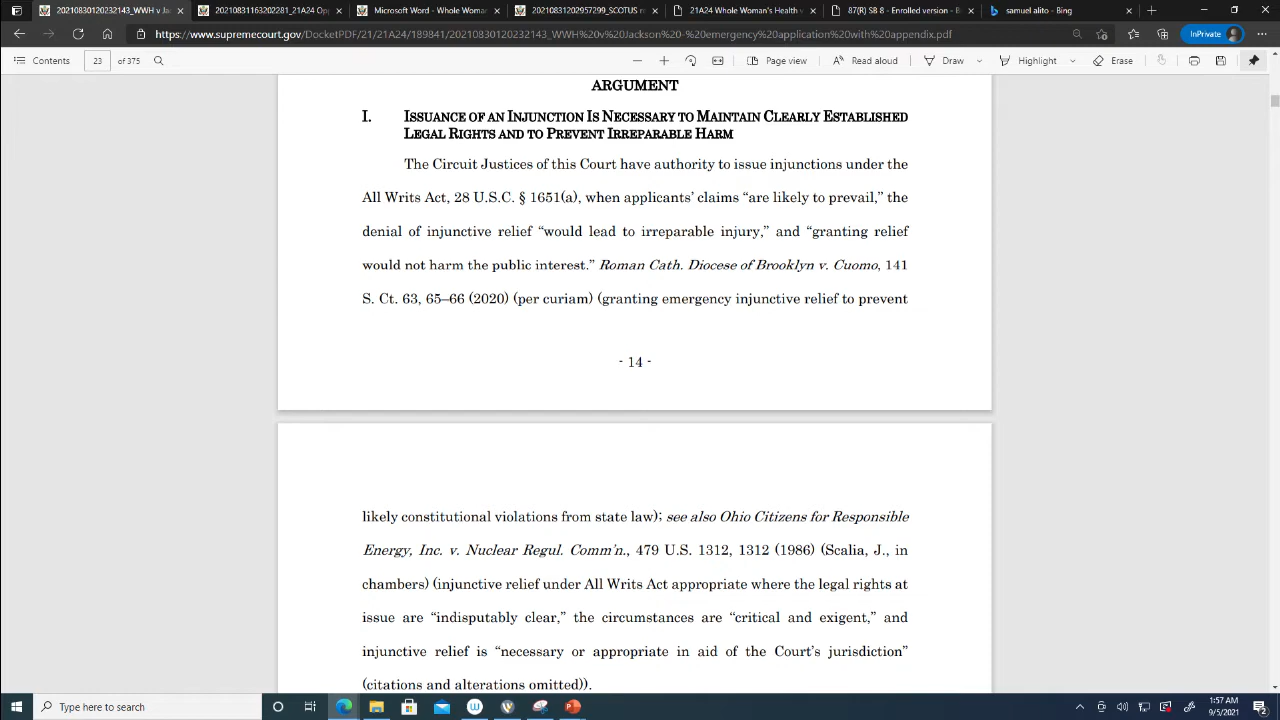 20210830120232143_WWH v Ja
20210831163202281_21A24 Opp
Microsoft Word - Whole Woma
20210831202957299_SCOTUS r
21A24 Whole Woman's Health v
87(R) SB 8 - Enrolled version - B
samuel alito - Bing
https://www.supremecourt.gov/DocketPDF/21/21A24/189841/20210830120232143_WWH%20v%20Jackson%20-%20emergency%20application%20with%20appendix.pdf
InPrivate
Contents 23 of 375 Page view Read aloud Draw Highlight Erase
ARGUMENT
I. ISSUANCE OF AN INJUNCTION IS NECESSARY TO MAINTAIN CLEARLY ESTABLISHED
LEGAL RIGHTS AND TO PREVENT IRREPARABLE HARM
The Circuit Justices of this Court have authority to issue injunctions under the
All Writs Act, 28 U.S.C. § 1651(a), when applicants’ claims “are likely to prevail,” the
denial of injunctive relief “would lead to irreparable injury,” and “granting relief
would not harm the public interest.” Roman Cath. Diocese of Brooklyn v. Cuomo, 141
S. Ct. 63, 65–66 (2020) (per curiam) (granting emergency injunctive relief to prevent
- 14 -
likely constitutional violations from state law); see also Ohio Citizens for Responsible
Energy, Inc. v. Nuclear Regul. Comm’n., 479 U.S. 1312, 1312 (1986) (Scalia, J., in
chambers) (injunctive relief under All Writs Act appropriate where the legal rights at
issue are “indisputably clear,” the circumstances are “critical and exigent,” and
injunctive relief is “necessary or appropriate in aid of the Court’s jurisdiction”
(citations and alterations omitted)).
Type here to search
1:57 AM
9/5/2021
2